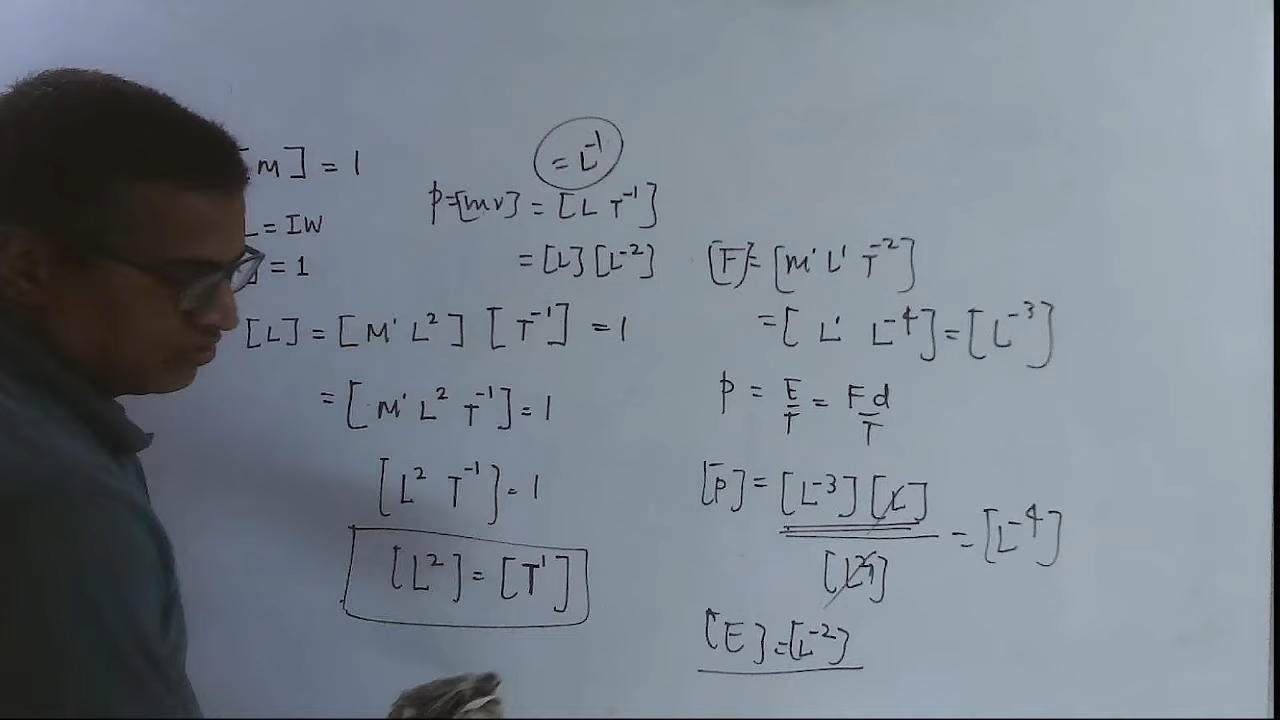 M] = 1
L = IW
] = 1
[L] = [M¹ L²] [T⁻¹] = 1
= [M¹ L² T⁻¹] = 1
[L² T⁻¹] = 1
[L²] = [T¹]
= L⁻¹
p = [mv] = [L T⁻¹]
= [L] [L⁻²]
[F] = [M¹ L¹ T⁻²]
= [L¹ L⁻⁴] = [L⁻³]
p = E/T = Fd/T
[p] = [L⁻³][L]/[L²] = [L⁻⁴]
[E] = [L⁻²]